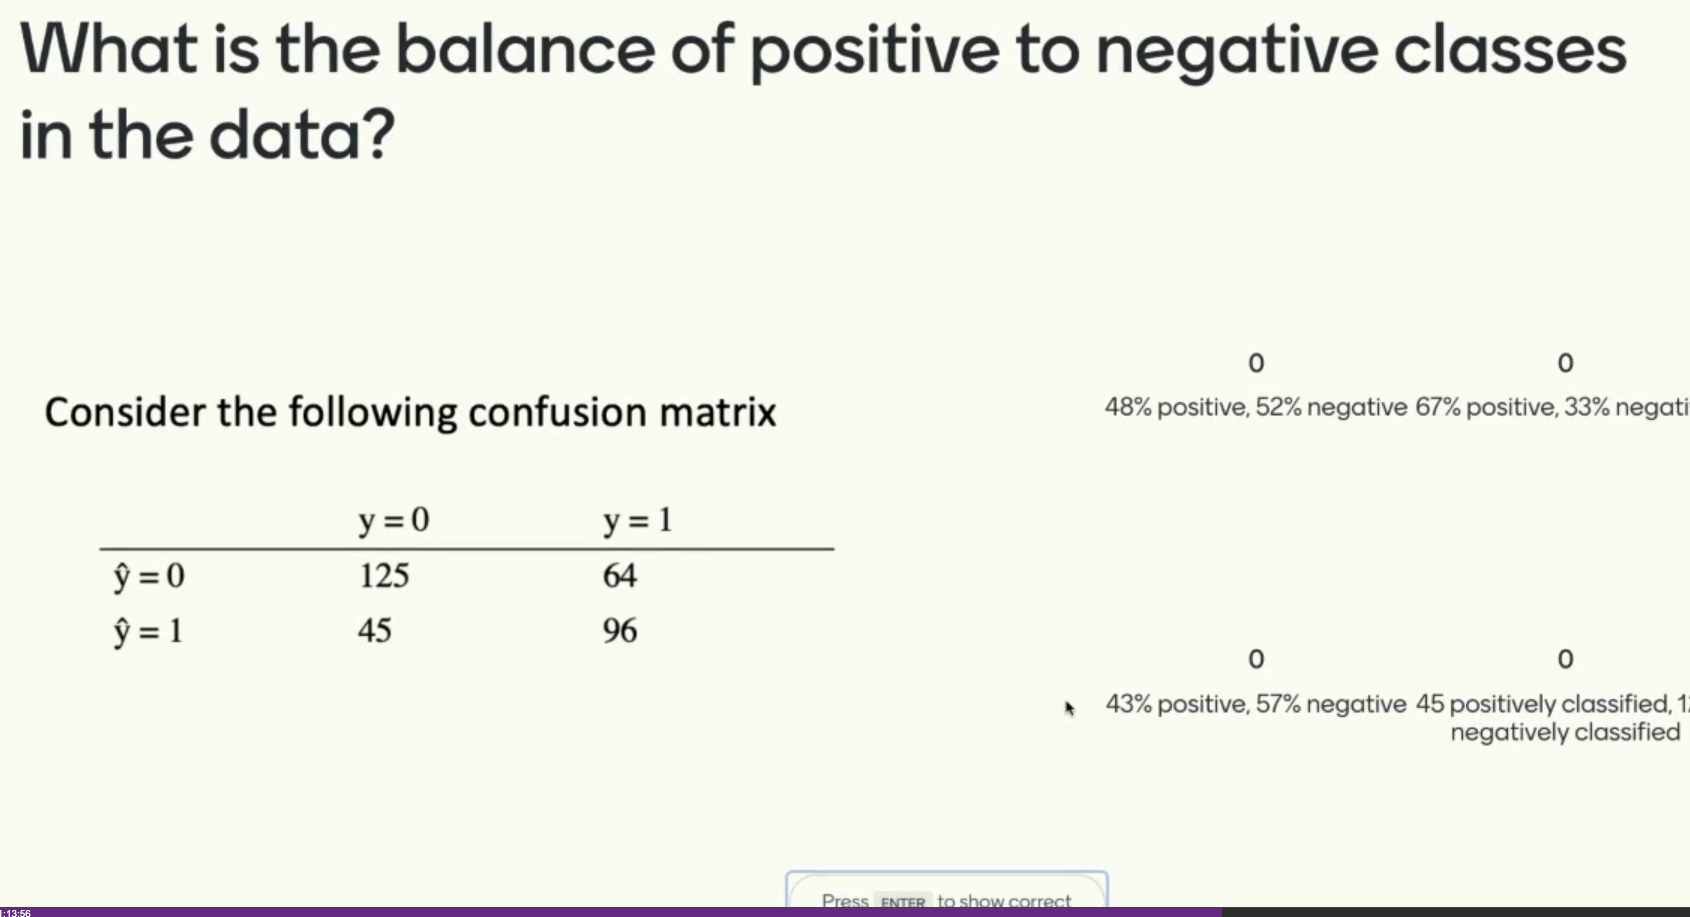 What is the balance of positive to negative classes
in the data?
Consider the following confusion matrix
y = 0 y = 1
ŷ = 0 125 64
ŷ = 1 45 96
0 0
48% positive, 52% negative 67% positive, 33% negati
0 0
43% positive, 57% negative 45 positively classified, 1
negatively classified
Press ENTER to show correct
1:13:56